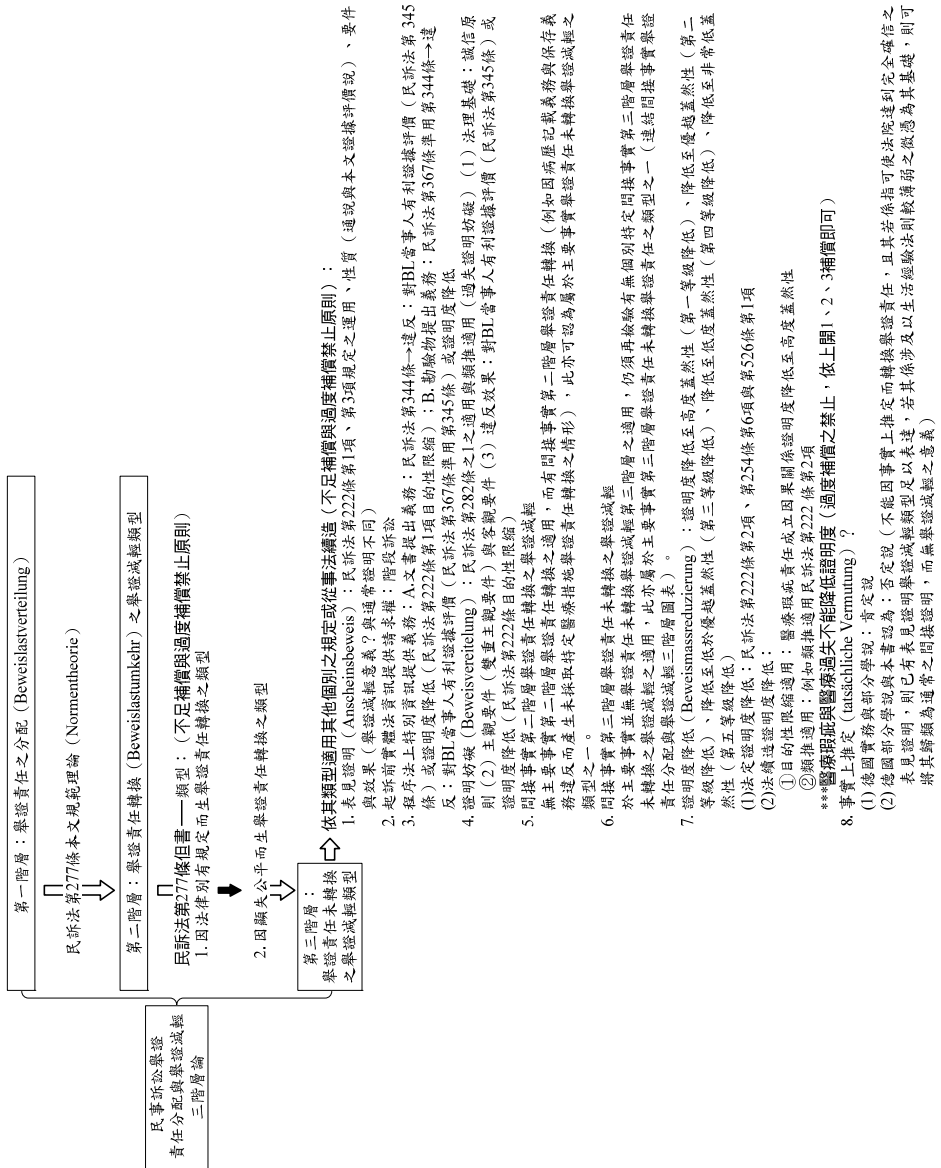 民事訴訟舉證
責任分配與舉證減輕
三階層論
第一階層：舉證責任之分配（Beweislastverteilung）
民訴法第277條本文規範理論（Normentheorie）
第二階層：舉證責任轉換（Beweislastumkehr）之舉證減輕類型
民訴法第277條但書——類型：（不足補償與過度補償禁止原則）
1. 因法律別有規定而生舉證責任轉換之類型
2. 因顯失公平而生舉證責任轉換之類型
第三階層：
舉證責任未轉換
之舉證減輕類型
依其類型適用其他個別之規定或從事法續造（不足補償與過度補償禁止原則）：
1. 表見證明（Anscheinsbeweis）：民訴法第222條第1項、第3項規定之運用、性質（通說與本文證據評價說）、要件
與效果（舉證減輕意義？與通常證明不同）
2. 起訴前實體法資訊提供請求權：階段訴訟
3. 程序法上特別資訊提供義務：A.文書提出義務：民訴法第344條→違反：對BL當事人有利證據評價（民訴法第 345
條）或證明度降低（民訴法第222條第1項目的性限縮）；B. 勘驗物提出義務：民訴法第367條準用第344條→違
反：對BL當事人有利證據評價（民訴法第367條準用第345條）或證明度降低
4. 證明妨礙（Beweisvereitelung）：民訴法第282條之1之適用與類推適用（過失證明妨礙）（1）法理基礎：誠信原
則（2）主觀要件（雙重主觀要件）與客觀要件（3）違反效果：對BL當事人有利證據評價（民訴法第345條）或
證明度降低（民訴法第222條目的性限縮）
5. 間接事實第二階層舉證責任轉換之舉證減輕
無主要事實第二階層舉證責任轉換之適用，而有間接事實第二階層舉證責任轉換（例如因病歷記載義務與保存義
務違反而產生未採取特定醫療措施舉證責任轉換之情形），此亦可認為屬於主要事實舉證責任未轉換舉證減輕之
類型之一。
6. 間接事實第三階層舉證責任未轉換之舉證減輕
於主要事實並無舉證責任未轉換舉證減輕第三階層之適用，仍須再檢驗有無個別特定間接事實第三階層舉證責任
未轉換之舉證減輕之適用，此亦屬於主要事實第三階層舉證責任未轉換舉證責任之類型之一（連結間接事實舉證
責任分配與舉證減輕三階層圖表）。
7. 證明度降低（Beweismassreduzierung）：證明度降低至高度蓋然性（第一等級降低）、降低至優越蓋然性（第二
等級降低）、降低至低於優越蓋然性（第三等級降低）、降低至低度蓋然性（第四等級降低）、降低至非常低蓋
然性（第五等級降低）
(1)法定證明度降低：民訴法第222條第2項、第254條第6項與第526條第1項
(2)法續造證明度降低：
①目的性限縮適用：醫療瑕疵責任成立因果關係證明度降低至高度蓋然性
②類推適用：例如類推適用民訴法第222 條第2項
***醫療瑕疵與醫療過失不能降低證明度（過度補償之禁止，依上開1、2、3補償即可）
8. 事實上推定（tatsächliche Vermutung）？
(1) 德國實務與部分學說：肯定說
(2) 德國部分學說與本書認為：否定說（不能因事實上推定而轉換舉證責任，且其若係指可使法院達到完全確信之
表見證明，則已有表見證明舉證減輕類型足以表達，若其係涉及以生活經驗法則較薄弱之徵憑為其基礎，則可
將其歸類為通常之間接證明，而無舉證減輕之意義）